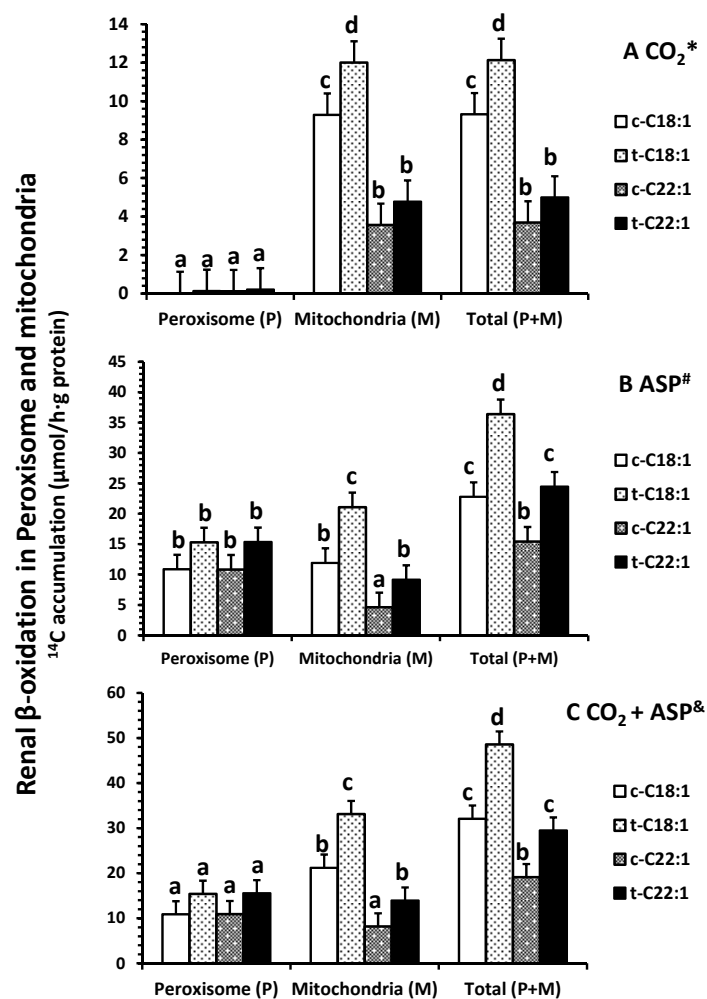 Renal β-oxidation in Peroxisome and mitochondria
¹⁴C accumulation (μmol/h·g protein)
A CO₂*
14
12
10
8
6
4
2
0
a a a a
c d b b
c d b b
Peroxisome (P) Mitochondria (M) Total (P+M)
c-C18:1
t-C18:1
c-C22:1
t-C22:1
B ASP#
45
40
35
30
25
20
15
10
5
0
b b b b
b c a b
c d b c
Peroxisome (P) Mitochondria (M) Total (P+M)
c-C18:1
t-C18:1
c-C22:1
t-C22:1
C CO₂ + ASP&
60
50
40
30
20
10
0
a a a a
b c a b
c d b c
Peroxisome (P) Mitochondria (M) Total (P+M)
c-C18:1
t-C18:1
c-C22:1
t-C22:1